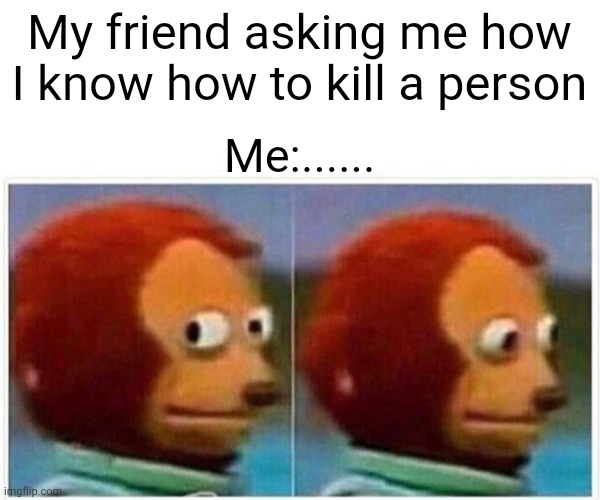 My friend asking me how
I know how to kill a person
Me:......
imgflip.com